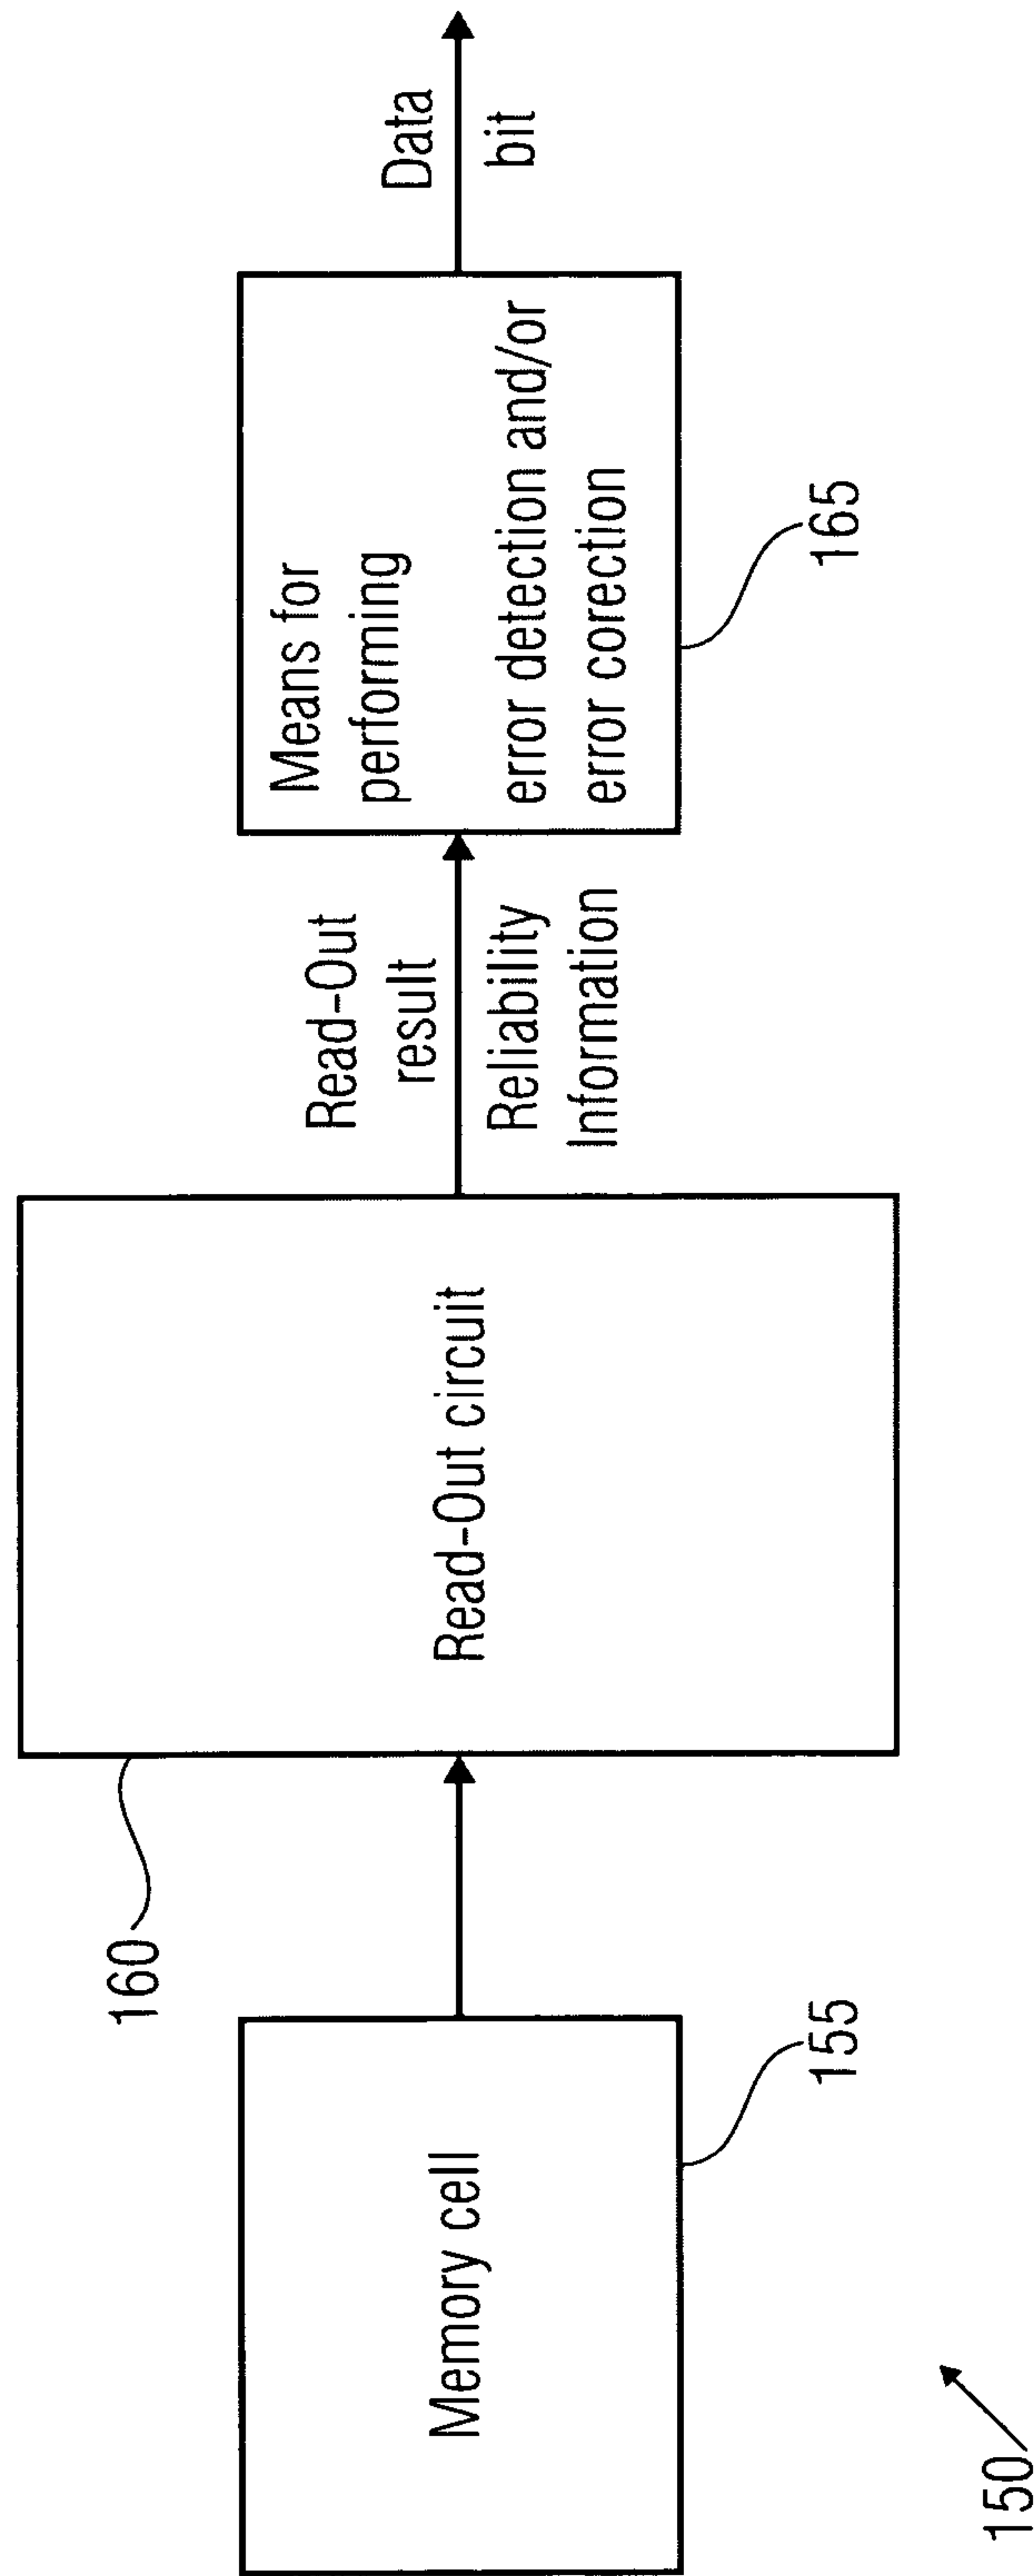 Memory cell
155
160
Read-Out circuit
Read-Out
result
Reliability
Information
Means for
performing
error detection and/or
error corection
165
Data
bit
150